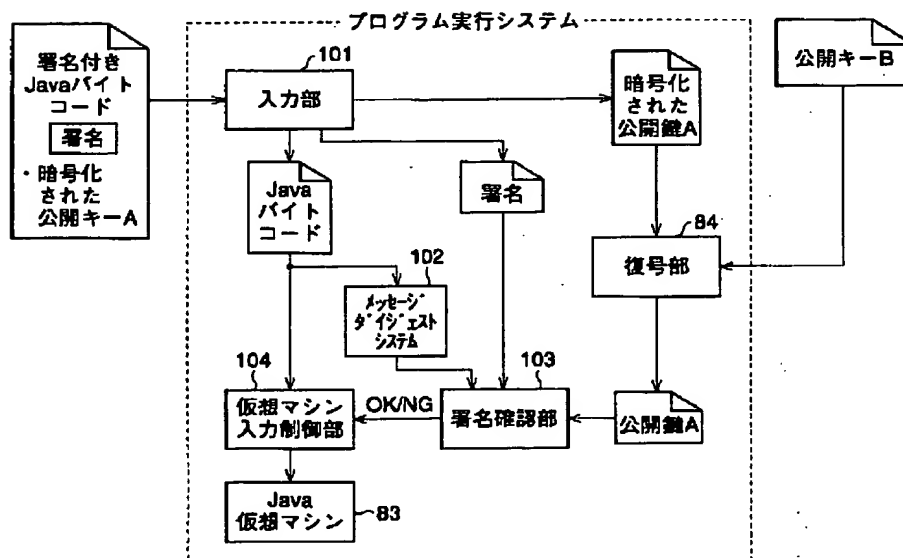 プログラム実行システム
署名付き
Javaバイト
コード
署名
・暗号化
された
公開キーA
101
入力部
暗号化
された
公開鍵A
公開キーB
Java
バイト
コード
署名
84
復号部
102
メッセージ
ダイジェスト
システム
104
仮想マシン
入力制御部
OK/NG
103
署名確認部
公開鍵A
Java
仮想マシン
83